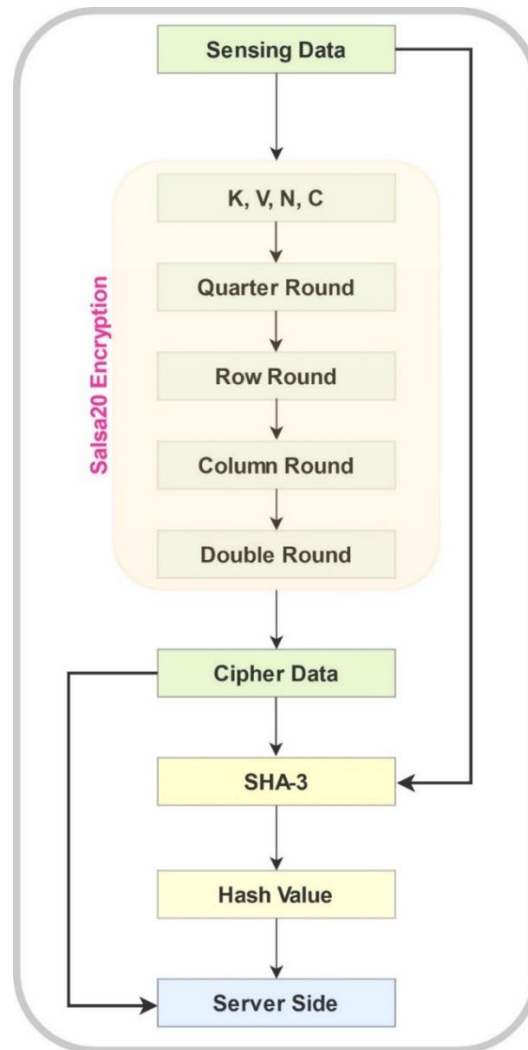 Sensing Data
K, V, N, C
Quarter Round
Row Round
Column Round
Double Round
Salsa20 Encryption
Cipher Data
SHA-3
Hash Value
Server Side